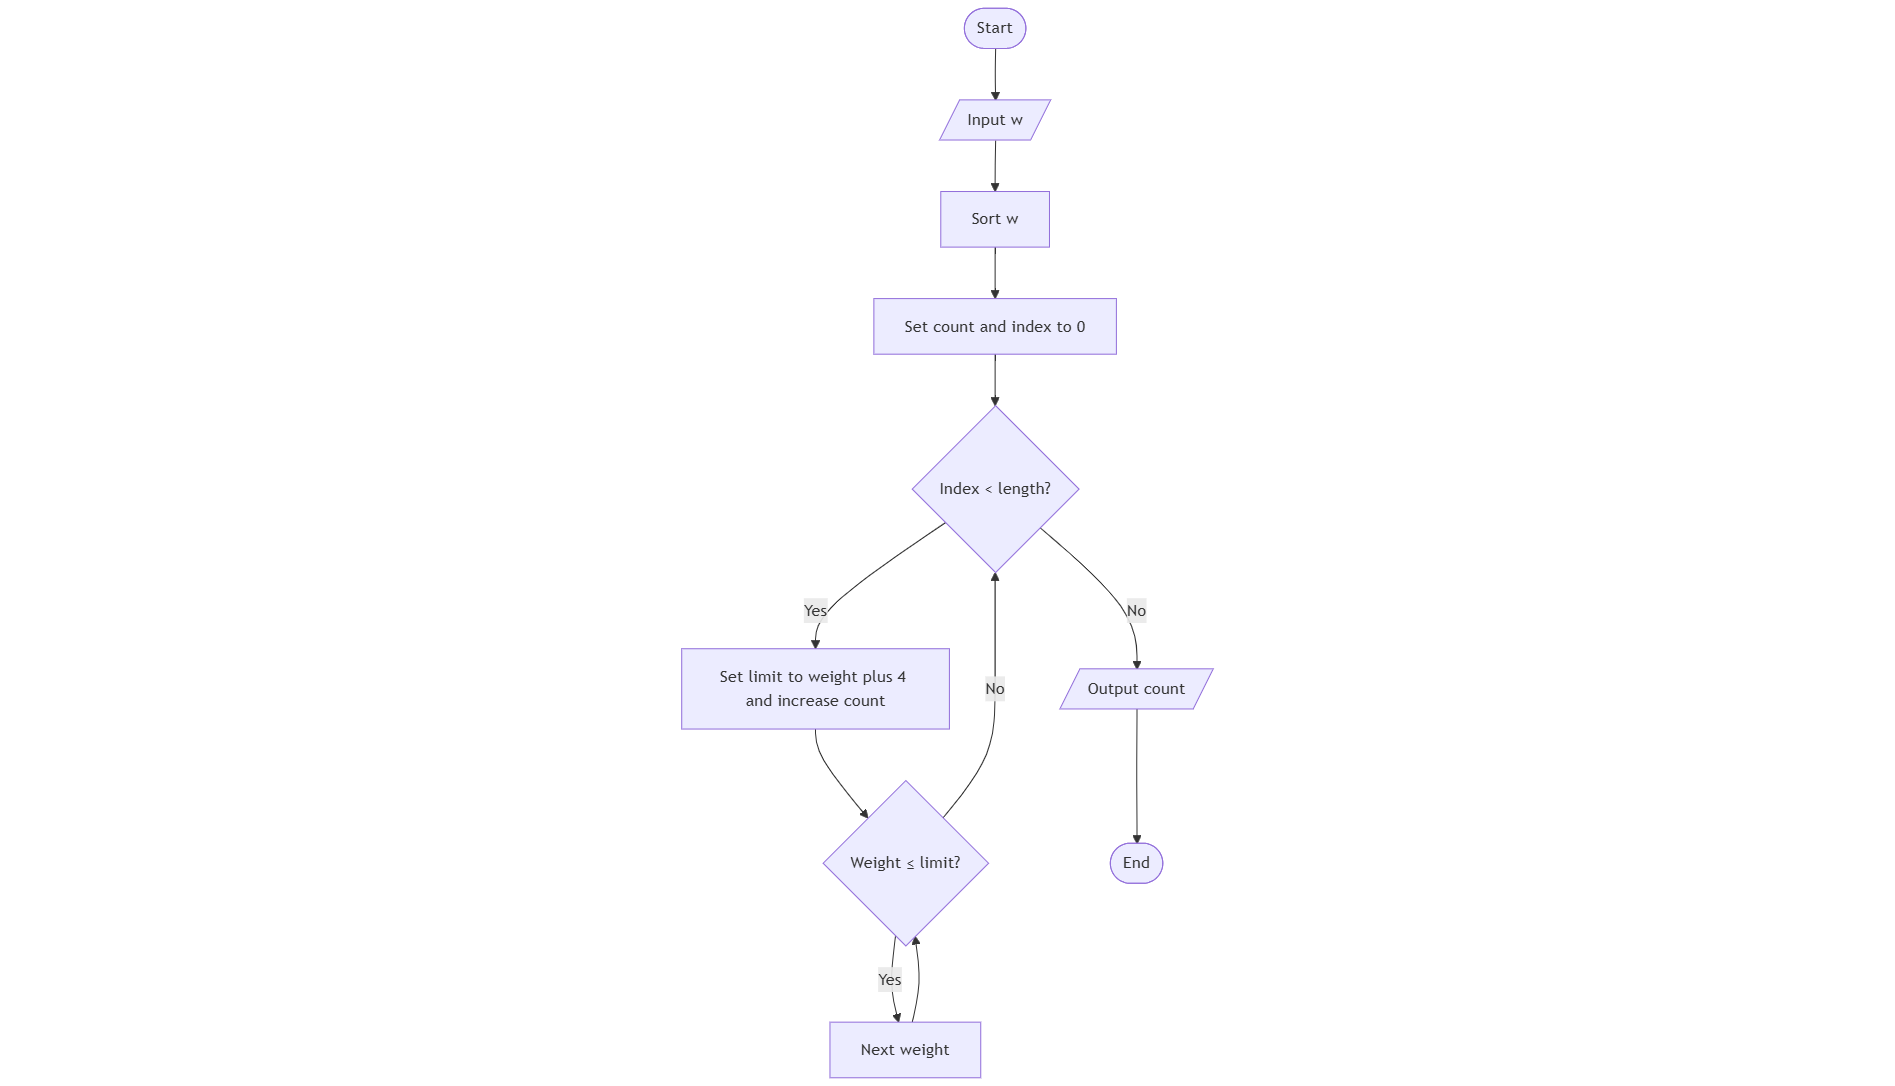 Start
Input w
Sort w
Set count and index to 0
Index < length?
Yes
No
Set limit to weight plus 4
and increase count
No
Output count
Weight ≤ limit?
End
Yes
Next weight